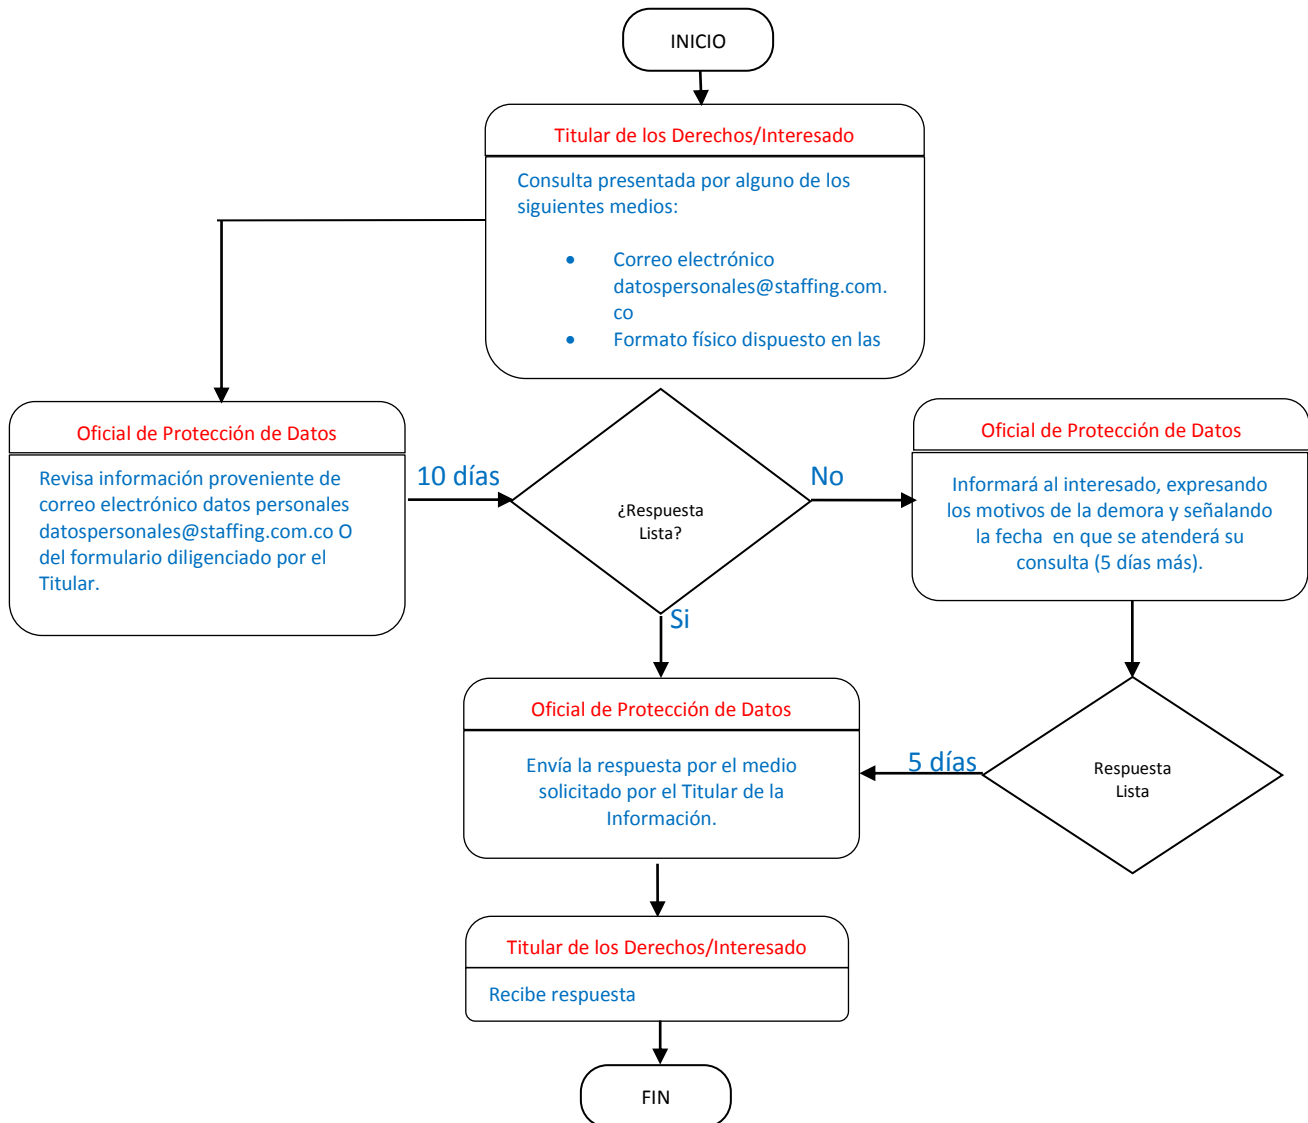 INICIO
Titular de los Derechos/Interesado
Consulta presentada por alguno de los
siguientes medios:
• Correo electrónico
datospersonales@staffing.com.
co
• Formato físico dispuesto en las
Oficial de Protección de Datos
Revisa información proveniente de
correo electrónico datos personales
datospersonales@staffing.com.co O
del formulario diligenciado por el
Titular.
10 días
¿Respuesta
Lista?
No
Oficial de Protección de Datos
Informará al interesado, expresando
los motivos de la demora y señalando
la fecha en que se atenderá su
consulta (5 días más).
Si
Oficial de Protección de Datos
Envía la respuesta por el medio
solicitado por el Titular de la
Información.
5 días
Respuesta
Lista
Titular de los Derechos/Interesado
Recibe respuesta
FIN